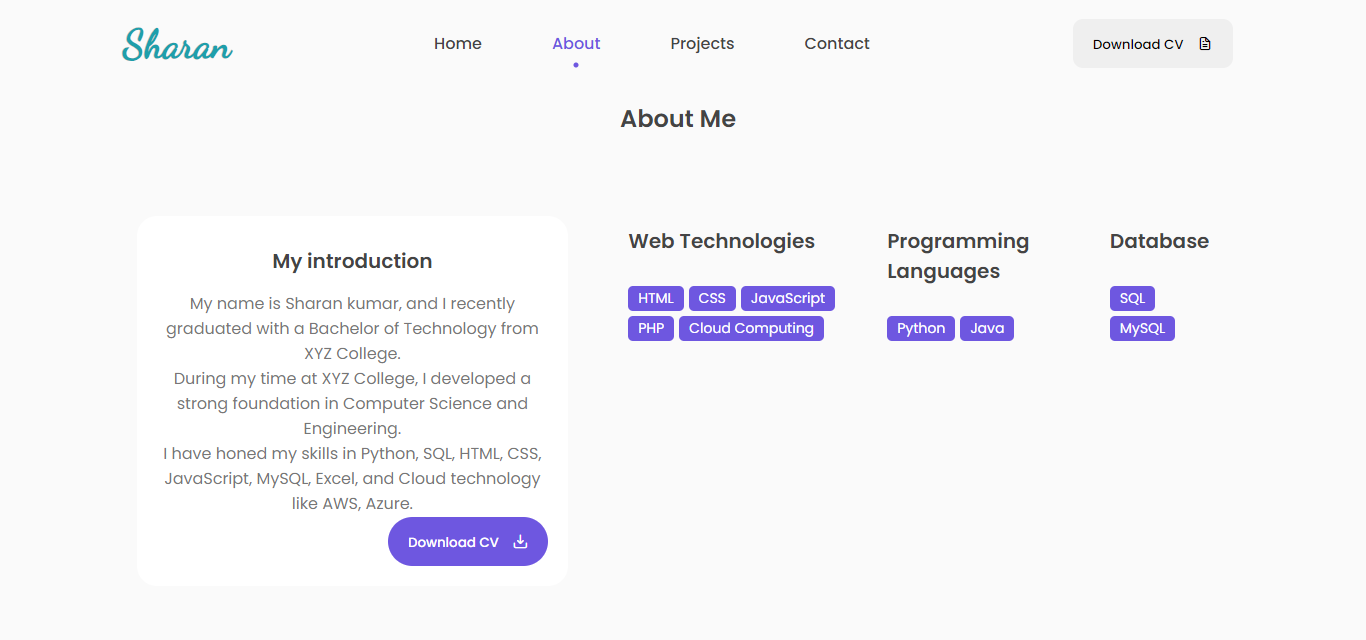 Sharan
Home
About
Projects
Contact
Download CV
About Me
My introduction
My name is Sharan kumar, and I recently
graduated with a Bachelor of Technology from
XYZ College.
During my time at XYZ College, I developed a
strong foundation in Computer Science and
Engineering.
I have honed my skills in Python, SQL, HTML, CSS,
JavaScript, MySQL, Excel, and Cloud technology
like AWS, Azure.
Download CV
Web Technologies
HTML CSS JavaScript
PHP Cloud Computing
Programming
Languages
Python Java
Database
SQL
MySQL